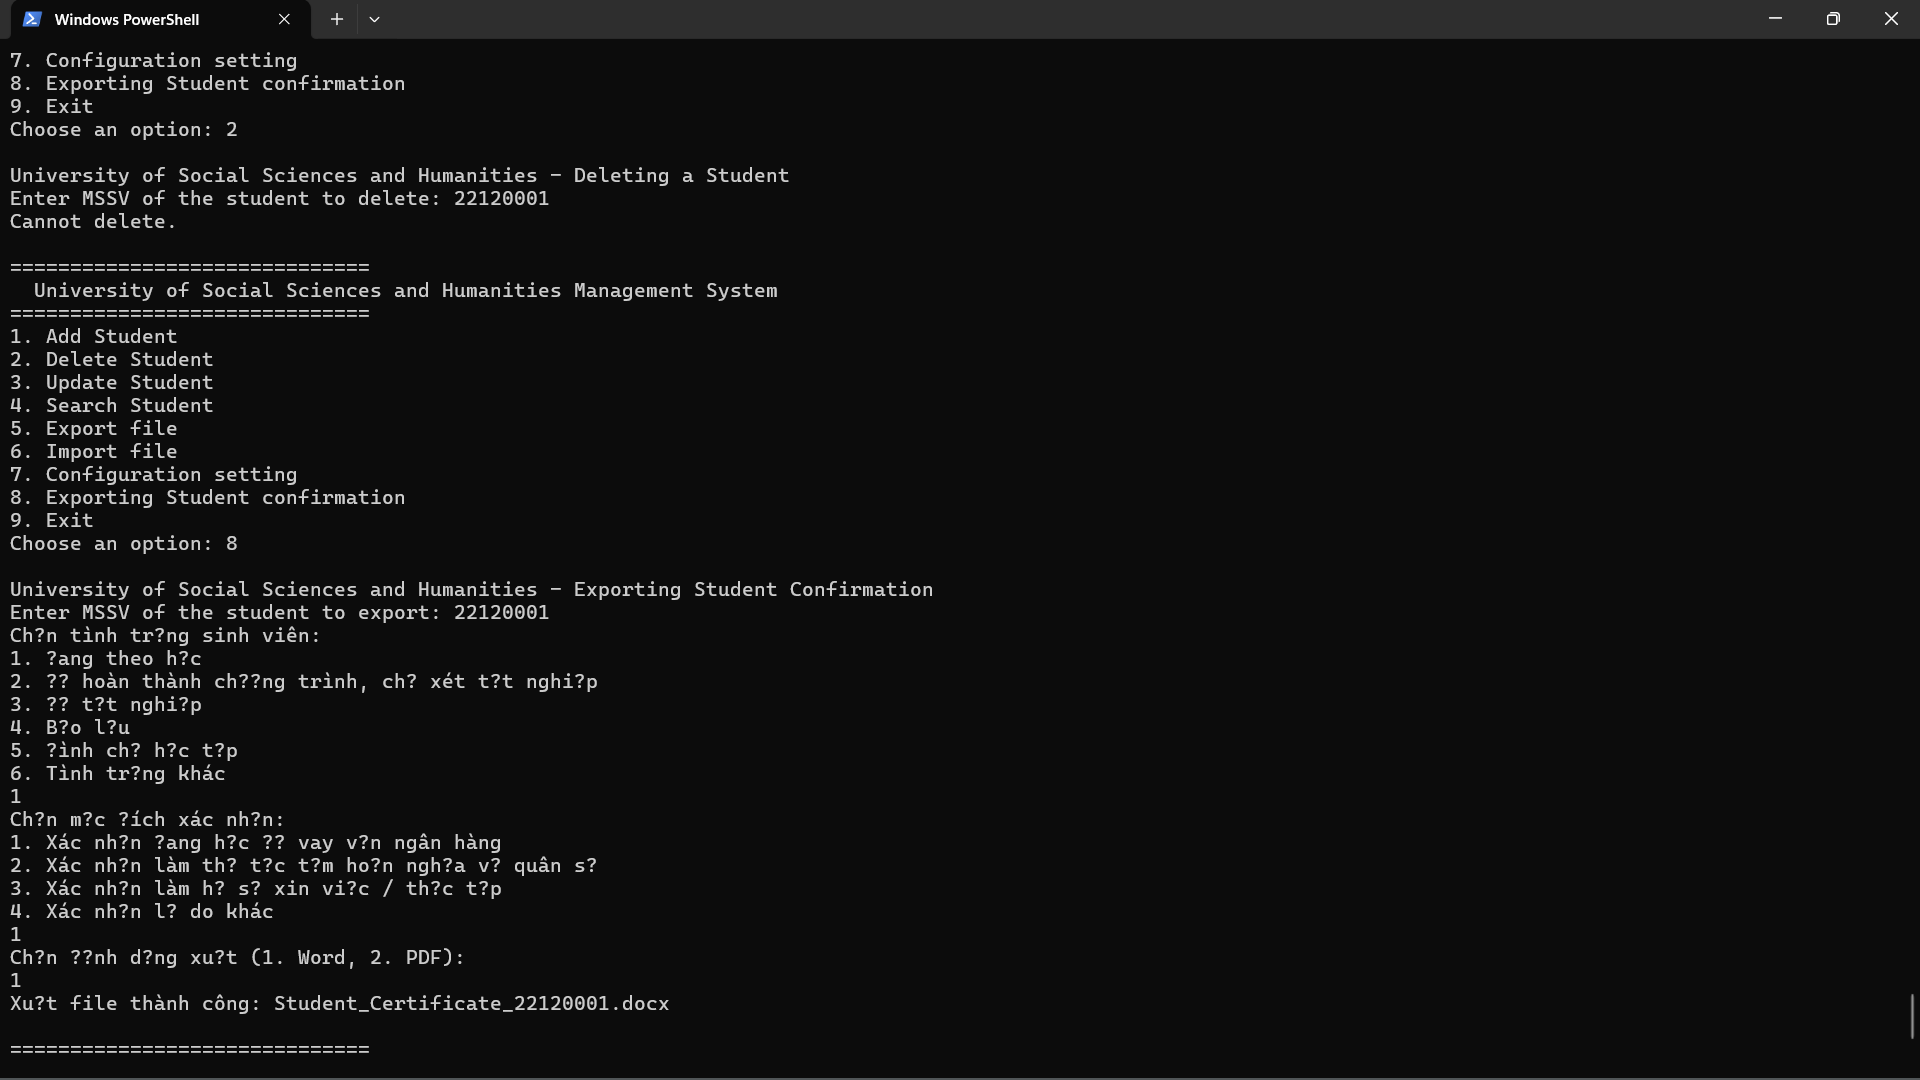 Windows PowerShell
7. Configuration setting
8. Exporting Student confirmation
9. Exit
Choose an option: 2
University of Social Sciences and Humanities - Deleting a Student
Enter MSSV of the student to delete: 22120001
Cannot delete.
==============================
University of Social Sciences and Humanities Management System
==============================
1. Add Student
2. Delete Student
3. Update Student
4. Search Student
5. Export file
6. Import file
7. Configuration setting
8. Exporting Student confirmation
9. Exit
Choose an option: 8
University of Social Sciences and Humanities - Exporting Student Confirmation
Enter MSSV of the student to export: 22120001
Ch?n tình tr?ng sinh viên:
1. ?ang theo h?c
2. ?? hoàn thành ch??ng trình, ch? xét t?t nghi?p
3. ?? t?t nghi?p
4. B?o l?u
5. ?ình ch? h?c t?p
6. Tình tr?ng khác
1
Ch?n m?c ?ích xác nh?n:
1. Xác nh?n ?ang h?c ?? vay v?n ngân hàng
2. Xác nh?n làm th? t?c t?m ho?n ngh?a v? quân s?
3. Xác nh?n làm h? s? xin vi?c / th?c t?p
4. Xác nh?n l? do khác
1
Ch?n ??nh d?ng xu?t (1. Word, 2. PDF):
1
Xu?t file thành công: Student_Certificate_22120001.docx
==============================